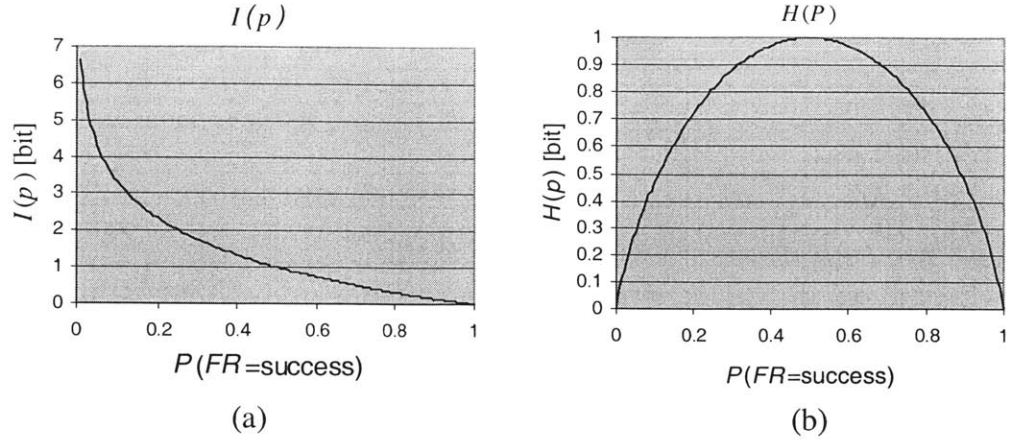 I(p)
7
6
5
4
3
2
1
0
I(p) [bit]
0 0.2 0.4 0.6 0.8 1
P(FR=success)
(a)
H(P)
1
0.9
0.8
0.7
0.6
0.5
0.4
0.3
0.2
0.1
0
H(p) [bit]
0 0.2 0.4 0.6 0.8 1
P(FR=success)
(b)